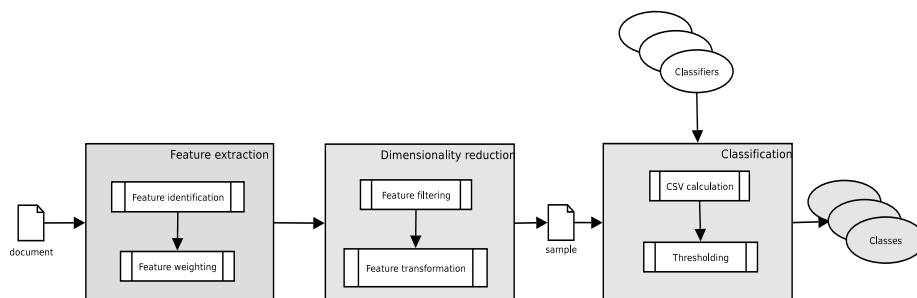 Classifiers
Feature extraction
Dimensionality reduction
Classification
Feature identification
Feature filtering
CSV calculation
document
sample
Classes
Feature weighting
Feature transformation
Thresholding